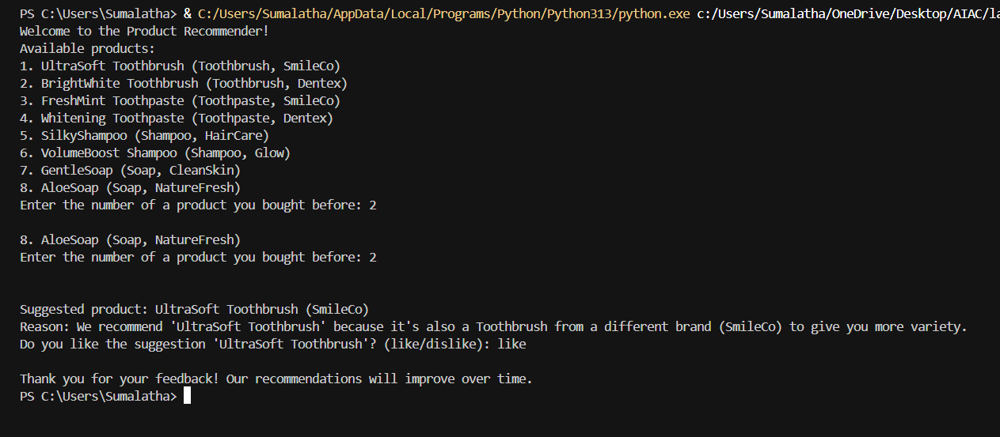 PS C:\Users\Sumalatha> & C:/Users/Sumalatha/AppData/Local/Programs/Python/Python313/python.exe c:/Users/Sumalatha/OneDrive/Desktop/AIAC/la
Welcome to the Product Recommender!
Available products:
1. UltraSoft Toothbrush (Toothbrush, SmileCo)
2. BrightWhite Toothbrush (Toothbrush, Dentex)
3. FreshMint Toothpaste (Toothpaste, SmileCo)
4. Whitening Toothpaste (Toothpaste, Dentex)
5. SilkyShampoo (Shampoo, HairCare)
6. VolumeBoost Shampoo (Shampoo, Glow)
7. GentleSoap (Soap, CleanSkin)
8. AloeSoap (Soap, NatureFresh)
Enter the number of a product you bought before: 2
8. AloeSoap (Soap, NatureFresh)
Enter the number of a product you bought before: 2
Suggested product: UltraSoft Toothbrush (SmileCo)
Reason: We recommend 'UltraSoft Toothbrush' because it's also a Toothbrush from a different brand (SmileCo) to give you more variety.
Do you like the suggestion 'UltraSoft Toothbrush'? (like/dislike): like
Thank you for your feedback! Our recommendations will improve over time.
PS C:\Users\Sumalatha>